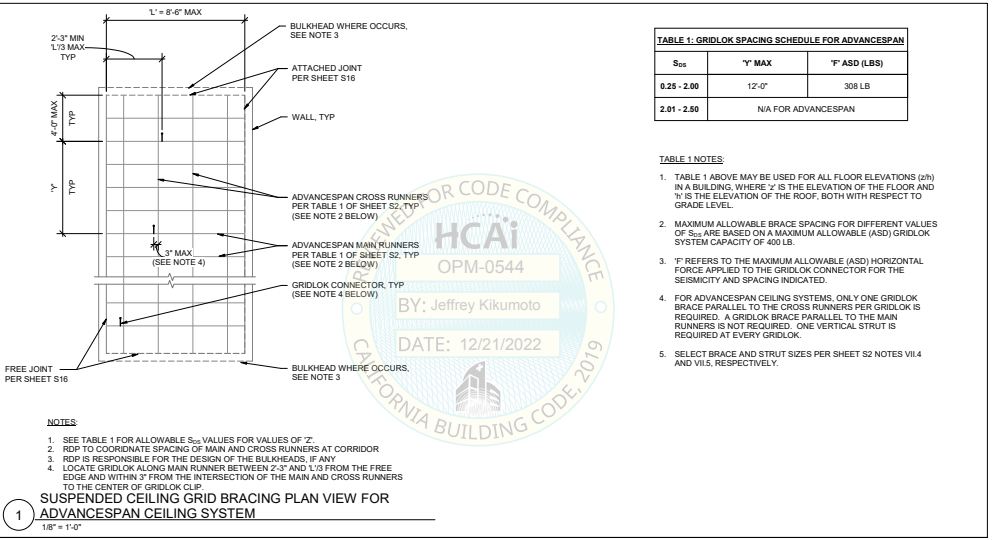 'L' = 8'-6" MAX
2'-3" MIN
'L'/3 MAX
TYP
4'-0" MAX
TYP
'Y'
TYP
BULKHEAD WHERE OCCURS,
SEE NOTE 3
ATTACHED JOINT
PER SHEET S16
WALL, TYP
ADVANCESPAN CROSS RUNNERS
PER TABLE 1 OF SHEET S2, TYP
(SEE NOTE 2 BELOW)
3" MAX
(SEE NOTE 4)
ADVANCESPAN MAIN RUNNERS
PER TABLE 1 OF SHEET S2, TYP
(SEE NOTE 2 BELOW)
GRIDLOK CONNECTOR, TYP
(SEE NOTE 4 BELOW)
FREE JOINT
PER SHEET S16
BULKHEAD WHERE OCCURS,
SEE NOTE 3
NOTES:
1. SEE TABLE 1 FOR ALLOWABLE SDS VALUES FOR VALUES OF 'Z'.
2. RDP TO COORIDNATE SPACING OF MAIN AND CROSS RUNNERS AT CORRIDOR
3. RDP IS RESPONSIBLE FOR THE DESIGN OF THE BULKHEADS, IF ANY
4. LOCATE GRIDLOK ALONG MAIN RUNNER BETWEEN 2'-3" AND 'L'/3 FROM THE FREE
EDGE AND WITHIN 3" FROM THE INTERSECTION OF THE MAIN AND CROSS RUNNERS
TO THE CENTER OF GRIDLOK CLIP.
1
SUSPENDED CEILING GRID BRACING PLAN VIEW FOR
ADVANCESPAN CEILING SYSTEM
1/8" = 1'-0"
REVIEWED FOR CODE COMPLIANCE
HCAi
OPM-0544
BY: Jeffrey Kikumoto
DATE: 12/21/2022
CALIFORNIA BUILDING CODE, 2019
TABLE 1: GRIDLOK SPACING SCHEDULE FOR ADVANCESPAN
SDS 'Y' MAX 'F' ASD (LBS)
0.25 - 2.00 12'-0" 308 LB
2.01 - 2.50 N/A FOR ADVANCESPAN
TABLE 1 NOTES:
1. TABLE 1 ABOVE MAY BE USED FOR ALL FLOOR ELEVATIONS (z/h)
IN A BUILDING, WHERE 'z' IS THE ELEVATION OF THE FLOOR AND
'h' IS THE ELEVATION OF THE ROOF, BOTH WITH RESPECT TO
GRADE LEVEL.
2. MAXIMUM ALLOWABLE BRACE SPACING FOR DIFFERENT VALUES
OF SDS ARE BASED ON A MAXIMUM ALLOWABLE (ASD) GRIDLOK
SYSTEM CAPACITY OF 400 LB.
3. 'F' REFERS TO THE MAXIMUM ALLOWABLE (ASD) HORIZONTAL
FORCE APPLIED TO THE GRIDLOK CONNECTOR FOR THE
SEISMICITY AND SPACING INDICATED.
4. FOR ADVANCESPAN CEILING SYSTEMS, ONLY ONE GRIDLOK
BRACE PARALLEL TO THE CROSS RUNNERS PER GRIDLOK IS
REQUIRED. A GRIDLOK BRACE PARALLEL TO THE MAIN
RUNNERS IS NOT REQUIRED. ONE VERTICAL STRUT IS
REQUIRED AT EVERY GRIDLOK.
5. SELECT BRACE AND STRUT SIZES PER SHEET S2 NOTES VII.4
AND VII.5, RESPECTIVELY.